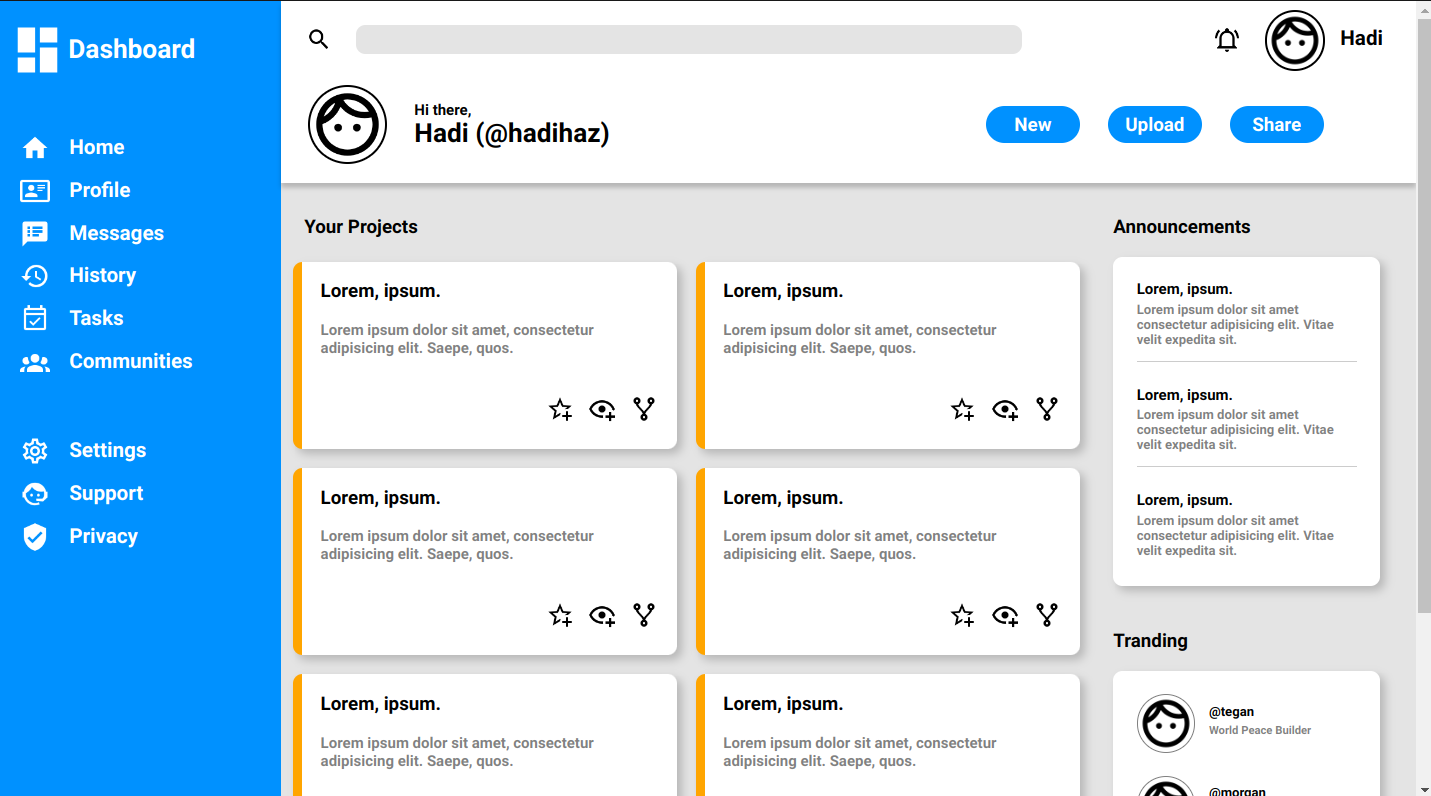 Dashboard
Home
Profile
Messages
History
Tasks
Communities
Settings
Support
Privacy
Hadi
Hi there,
Hadi (@hadihaz)
New
Upload
Share
Your Projects
Lorem, ipsum.
Lorem ipsum dolor sit amet, consectetur
adipisicing elit. Saepe, quos.
Lorem, ipsum.
Lorem ipsum dolor sit amet, consectetur
adipisicing elit. Saepe, quos.
Lorem, ipsum.
Lorem ipsum dolor sit amet, consectetur
adipisicing elit. Saepe, quos.
Lorem, ipsum.
Lorem ipsum dolor sit amet, consectetur
adipisicing elit. Saepe, quos.
Lorem, ipsum.
Lorem ipsum dolor sit amet, consectetur
adipisicing elit. Saepe, quos.
Lorem, ipsum.
Lorem ipsum dolor sit amet, consectetur
adipisicing elit. Saepe, quos.
Announcements
Lorem, ipsum.
Lorem ipsum dolor sit amet
consectetur adipisicing elit. Vitae
velit expedita sit.
Lorem, ipsum.
Lorem ipsum dolor sit amet
consectetur adipisicing elit. Vitae
velit expedita sit.
Lorem, ipsum.
Lorem ipsum dolor sit amet
consectetur adipisicing elit. Vitae
velit expedita sit.
Tranding
@tegan
World Peace Builder
@morgan